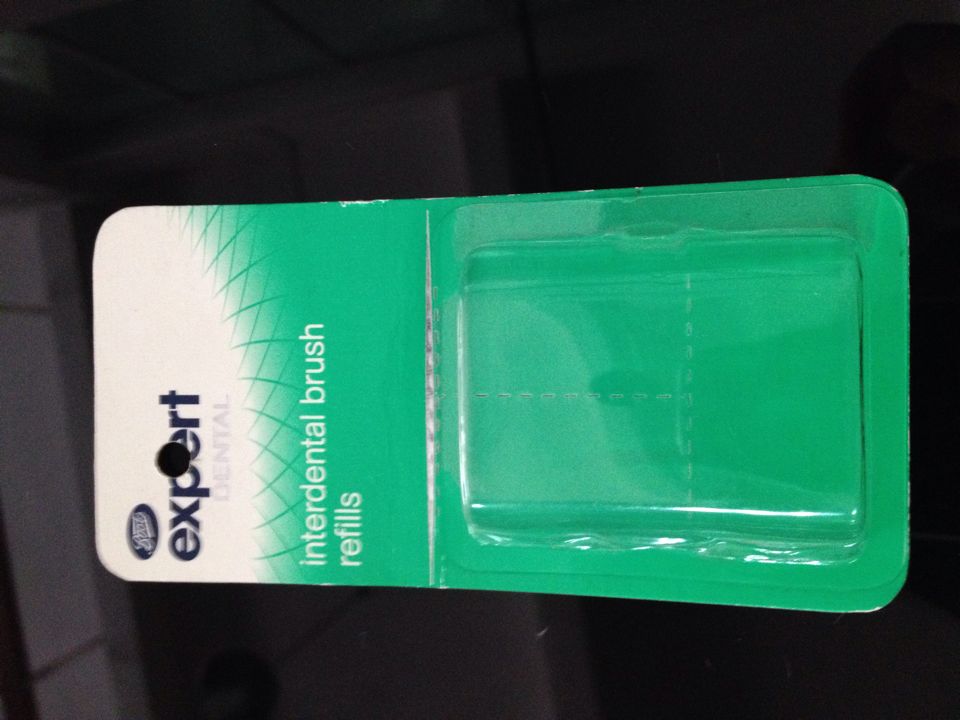 Boots
expert
DENTAL
interdental brush
refills